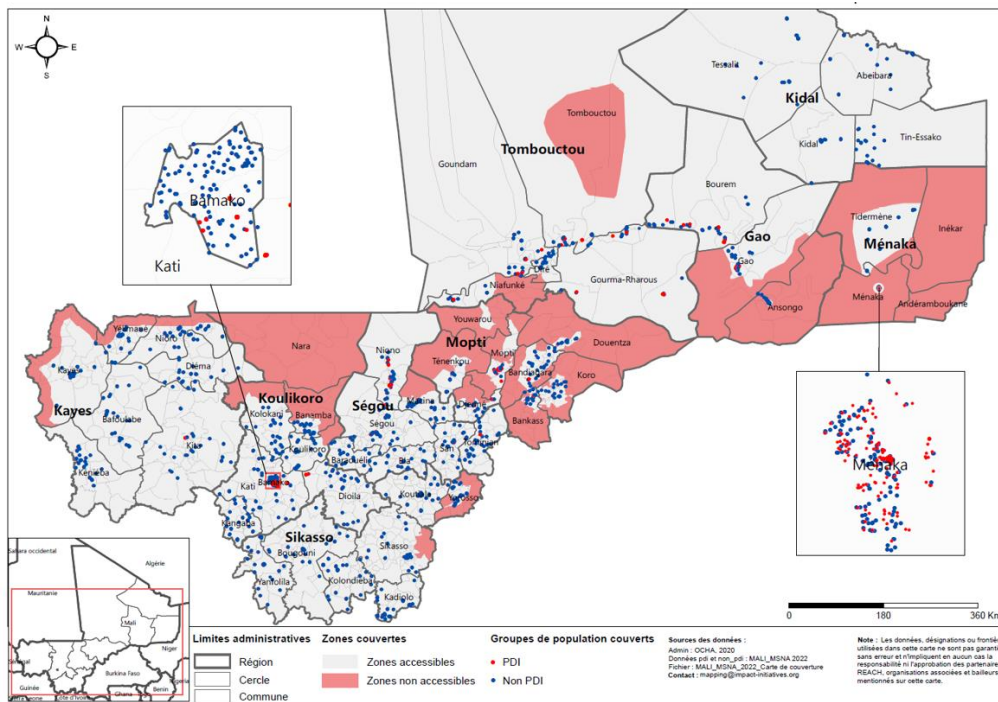 N
W
E
S
Tessalit
Abeibara
Kidal
Tombouctou
Tombouctou
Goundam
Kidal
Tin-Essako
Bourem
Bamako
Kati
Gao
Gao
Tidermène
Inékar
Ménaka
Diré
Gourma-Rharous
Niafunké
Ansongo
Ménaka
Andéramboukane
Youwarou
Douentza
Mopti
Nara
Niono
Yélimané
Nioro
Mopti
Ténenkou
Bandiagara
Koro
Diéma
Kayes
Kayes
Koulikoro
Ségou
Macina
Djenné
Bankass
Kolokani
Banamba
Ségou
Bafoulabe
Kita
Koulikoro
Baraouéli
Bla
San
Tominian
Kéniéba
Kati
Bamako
Dioila
Koutiala
Yorosso
Kangaba
Sikasso
Bougouni
Sikasso
Yanfolila
Kolondieba
Kadiolo
Ménaka
Sahara occidental
Algérie
Mauritanie
Mali
Niger
Burkina Faso
Guinée
Ghana
Benin
0 180 360 Km
Limites administratives
Région
Cercle
Commune
Zones couvertes
Zones accessibles
Zones non accessibles
Groupes de population couverts
PDI
Non PDI
Sources des données :
Admin : OCHA, 2020
Données pdi et non_pdi : MALI_MSNA 2022
Fichier : MALI_MSNA_2022_Carte de couverture
Contact : mapping@impact-initiatives.org
Note : Les données, désignations ou frontière
utilisées dans cette carte ne sont pas garanti
sans erreur et n'impliquent en aucun cas la
responsabilité ni l'approbation des partenaire
REACH, organisations associées et bailleurs
mentionnés sur cette carte.